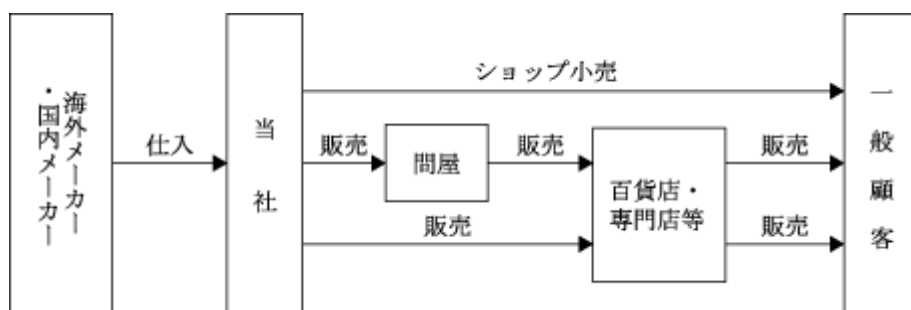 海外メーカー
・国内メーカー
仕入
当社
ショップ小売
販売
問屋
販売
販売
百貨店・
専門店等
販売
販売
一般顧客